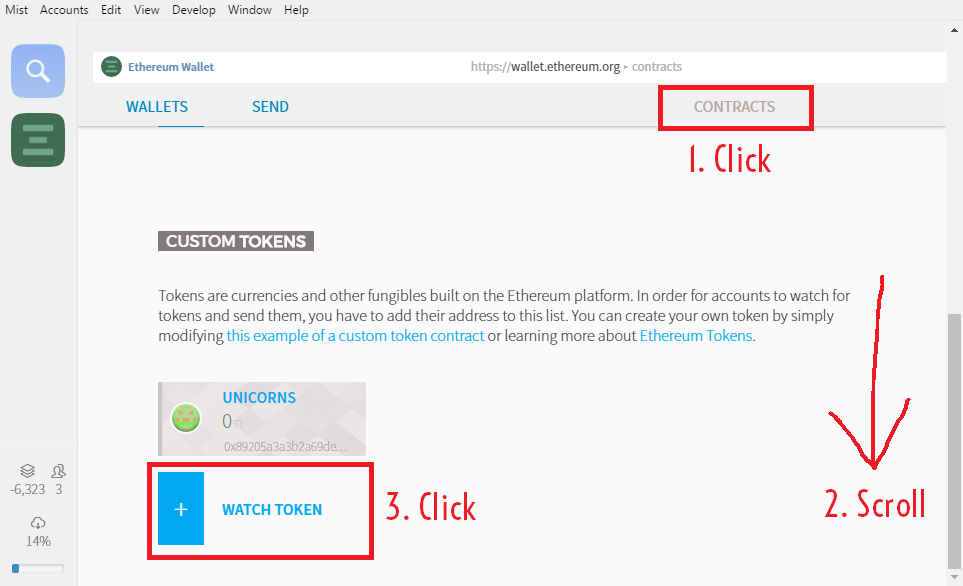 Mist Accounts Edit View Develop Window Help
Ethereum Wallet https://wallet.ethereum.org ▸ contracts
WALLETS SEND CONTRACTS
1. Click
CUSTOM TOKENS
Tokens are currencies and other fungibles built on the Ethereum platform. In order for accounts to watch for
tokens and send them, you have to add their address to this list. You can create your own token by simply
modifying this example of a custom token contract or learning more about Ethereum Tokens.
UNICORNS
0
0x89205a3a3b2a69de...
-6,323 3
+ WATCH TOKEN
3. Click
2. Scroll
14%